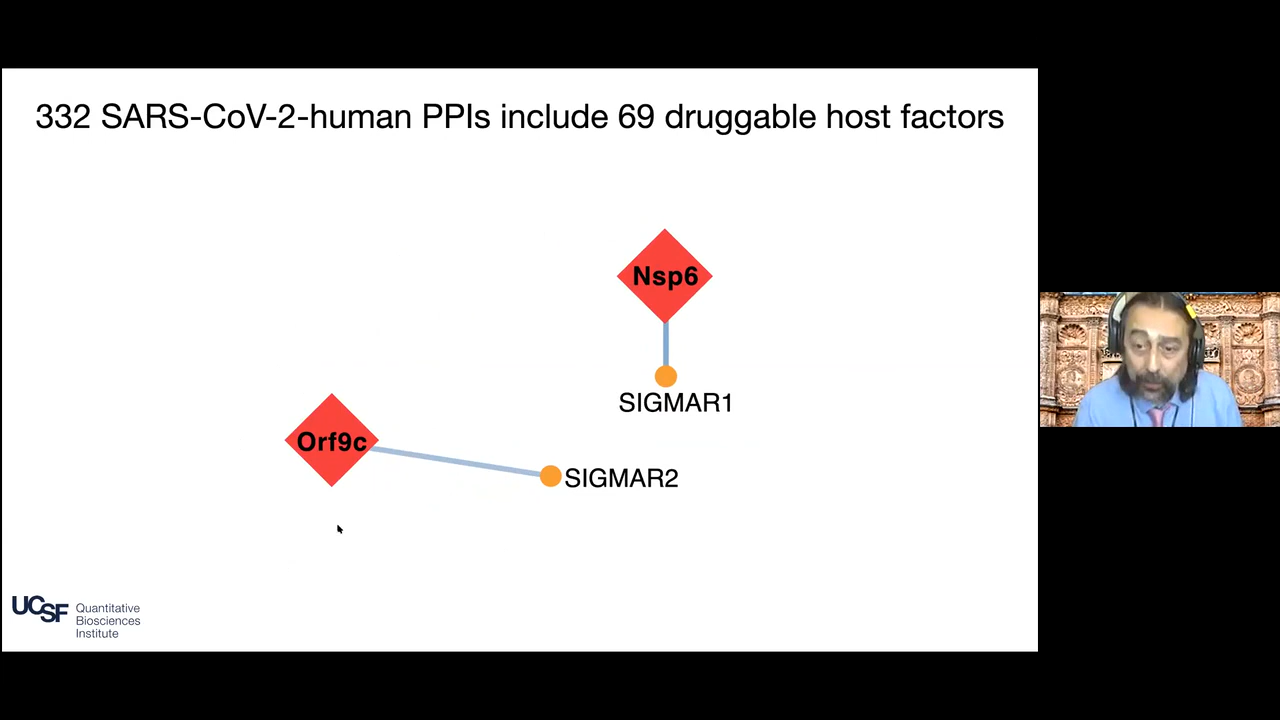 332 SARS-CoV-2-human PPIs include 69 druggable host factors
Nsp6
SIGMAR1
Orf9c
SIGMAR2
UCSF
Quantitative
Biosciences
Institute